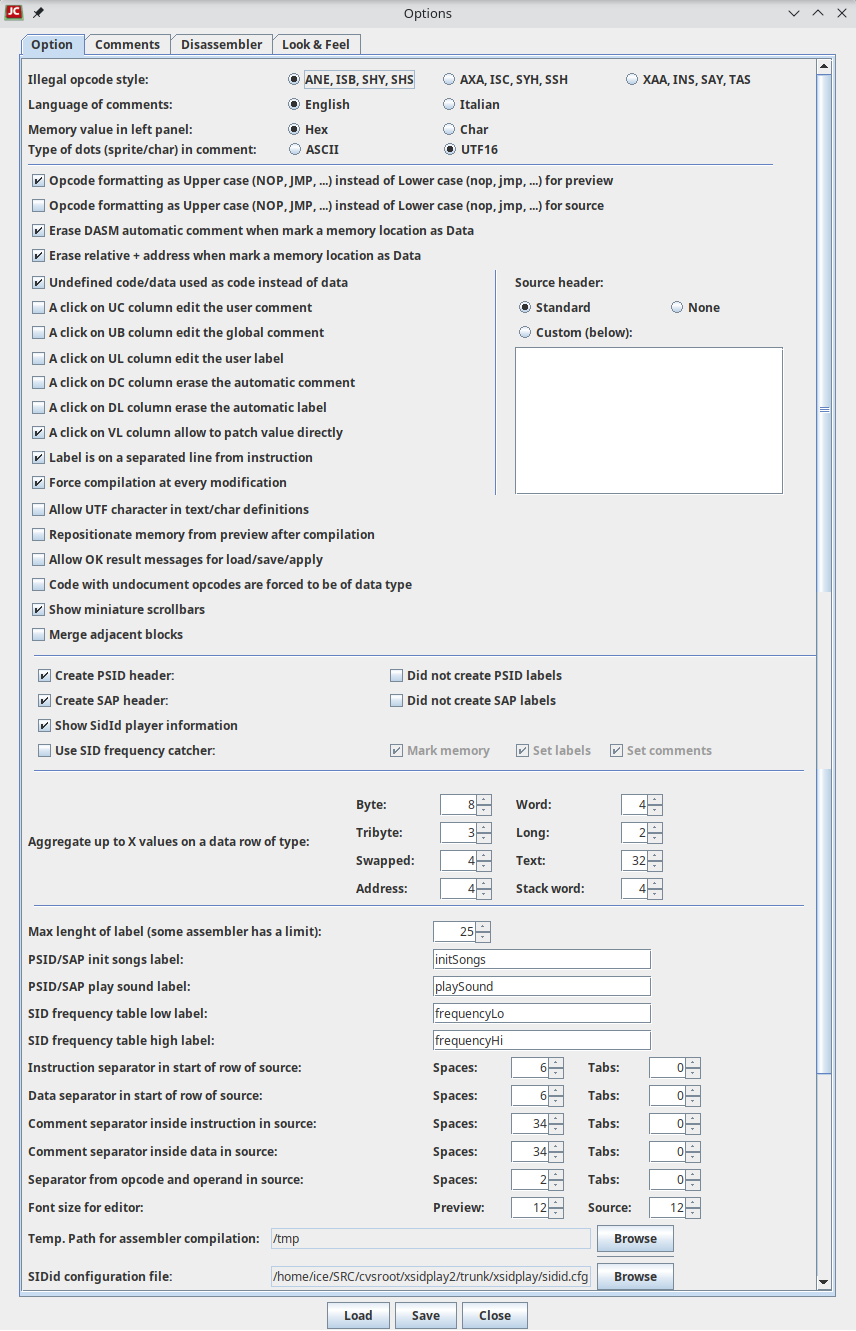 JC Options
Option Comments Disassembler Look & Feel
Illegal opcode style: ANE, ISB, SHY, SHS AXA, ISC, SYH, SSH XAA, INS, SAY, TAS
Language of comments: English Italian
Memory value in left panel: Hex Char
Type of dots (sprite/char) in comment: ASCII UTF16
Opcode formatting as Upper case (NOP, JMP, ...) instead of Lower case (nop, jmp, ...) for preview
Opcode formatting as Upper case (NOP, JMP, ...) instead of Lower case (nop, jmp, ...) for source
Erase DASM automatic comment when mark a memory location as Data
Erase relative + address when mark a memory location as Data
Undefined code/data used as code instead of data
A click on UC column edit the user comment
A click on UB column edit the global comment
A click on UL column edit the user label
A click on DC column erase the automatic comment
A click on DL column erase the automatic label
A click on VL column allow to patch value directly
Label is on a separated line from instruction
Force compilation at every modification
Source header:
Standard None
Custom (below):
Allow UTF character in text/char definitions
Repositionate memory from preview after compilation
Allow OK result messages for load/save/apply
Code with undocument opcodes are forced to be of data type
Show miniature scrollbars
Merge adjacent blocks
Create PSID header: Did not create PSID labels
Create SAP header: Did not create SAP labels
Show SidId player information
Use SID frequency catcher: Mark memory Set labels Set comments
Aggregate up to X values on a data row of type:
Byte: 8 Word: 4
Tribyte: 3 Long: 2
Swapped: 4 Text: 32
Address: 4 Stack word: 4
Max lenght of label (some assembler has a limit): 25
PSID/SAP init songs label: initSongs
PSID/SAP play sound label: playSound
SID frequency table low label: frequencyLo
SID frequency table high label: frequencyHi
Instruction separator in start of row of source: Spaces: 6 Tabs: 0
Data separator in start of row of source: Spaces: 6 Tabs: 0
Comment separator inside instruction in source: Spaces: 34 Tabs: 0
Comment separator inside data in source: Spaces: 34 Tabs: 0
Separator from opcode and operand in source: Spaces: 2 Tabs: 0
Font size for editor: Preview: 12 Source: 12
Temp. Path for assembler compilation: /tmp Browse
SIDid configuration file: /home/ice/SRC/cvsroot/xsidplay2/trunk/xsidplay/sidid.cfg Browse
Load Save Close